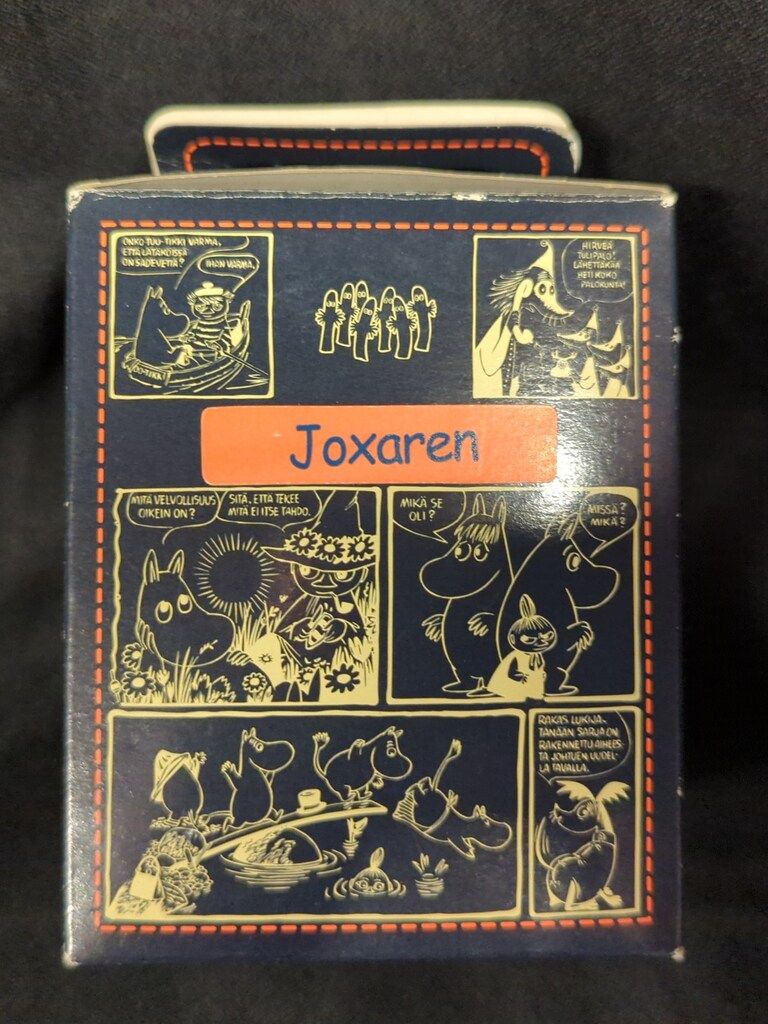 ONKO TUU-TIKKI VARMA,
ETTÄ LÄTÄKÖISSÄ
ON SADEVETTÄ?
IHAN VARMA.
HIRVEÄ
TULIPALO!
LÄHETTÄKÄÄ
HETI KOKO
PALOKUNTA!
Joxaren
MITÄ VELVOLLISUUS
OIKEIN ON?
SITÄ, ETTÄ TEKEE
MITÄ EI ITSE TAHDO.
MIKÄ SE
OLI?
MISSÄ?
MIKÄ?
RAKAS LUKIJA,
TÄNÄÄN SARJA ON
RAKENNETTU AIHEES-
TA JOHTUEN UUDEL-
LA TAVALLA.